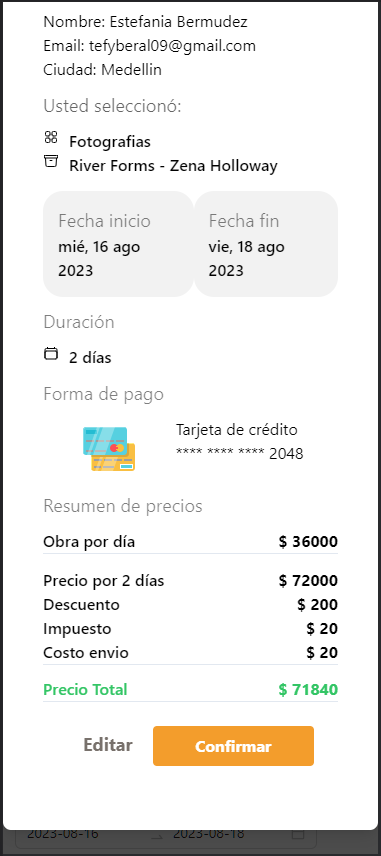 Nombre: Estefania Bermudez
Email: tefyberal09@gmail.com
Ciudad: Medellin
Usted seleccionó:
Fotografias
River Forms - Zena Holloway
Fecha inicio
mié, 16 ago
2023
Fecha fin
vie, 18 ago
2023
Duración
2 días
Forma de pago
Tarjeta de crédito
**** **** **** 2048
Resumen de precios
Obra por día $ 36000
Precio por 2 días $ 72000
Descuento $ 200
Impuesto $ 20
Costo envio $ 20
Precio Total $ 71840
Editar Confirmar
2023-08-16 2023-08-18